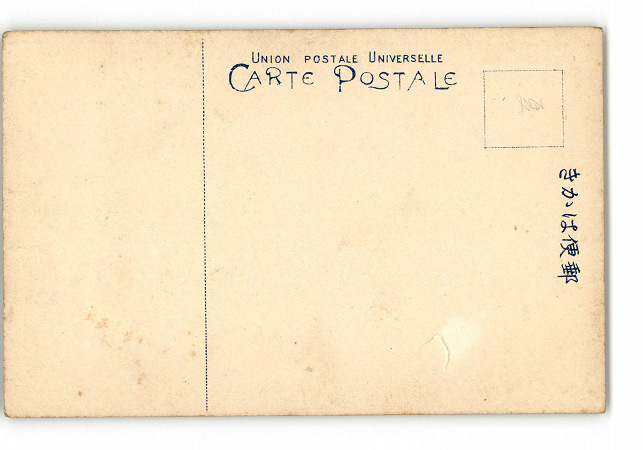 UNION POSTALE UNIVERSELLE
CARTE POSTALE
きかは便郵